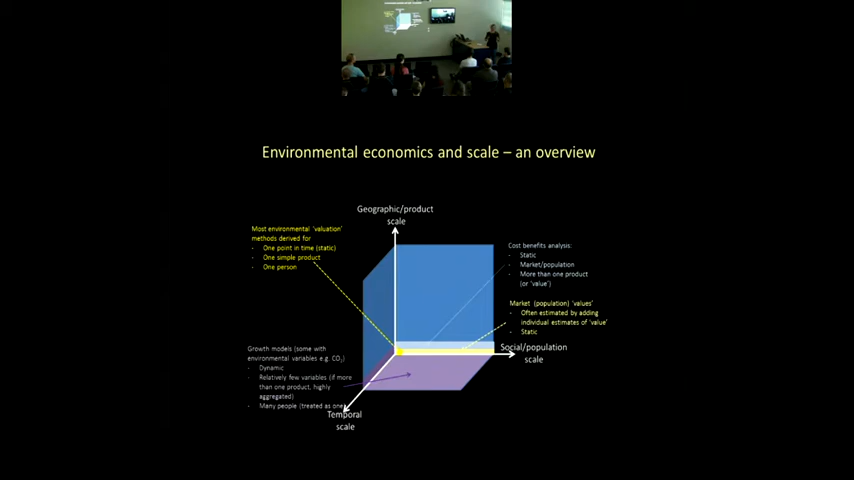 Environmental economics and scale – an overview
Geographic/product
scale
Most environmental 'valuation'
methods derived for
- One point in time (static)
- One simple product
- One person
Cost benefits analysis:
- Static
- Market/population
- More than one product
(or 'value')
Market (population) 'values'
- Often estimated by adding
individual estimates of 'value'
- Static
Social/population
scale
Growth models (some with
environmental variables e.g. CO₂)
- Dynamic
- Relatively few variables (if more
than one product, highly
aggregated)
- Many people (treated as one
Temporal
scale